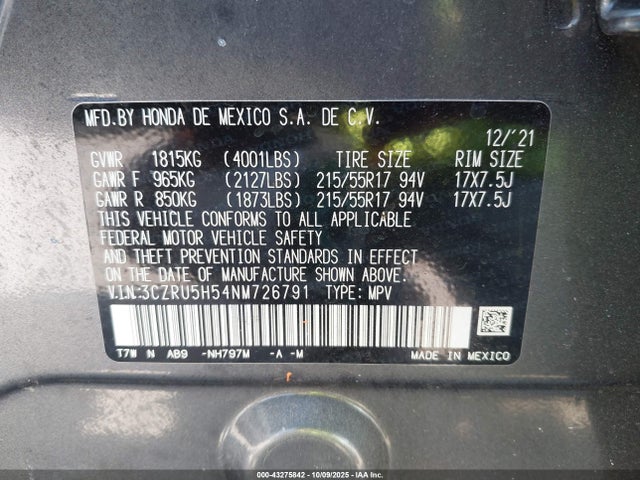 MFD.BY HONDA DE MEXICO S.A. DE C.V.
12/'21
GVWR 1815KG (4001LBS) TIRE SIZE RIM SIZE
GAWR F 965KG (2127LBS) 215/55R17 94V 17X7.5J
GAWR R 850KG (1873LBS) 215/55R17 94V 17X7.5J
THIS VEHICLE CONFORMS TO ALL APPLICABLE
FEDERAL MOTOR VEHICLE SAFETY
AND THEFT PREVENTION STANDARDS IN EFFECT
ON THE DATE OF MANUFACTURE SHOWN ABOVE.
V.I.N:3CZRU5H54NM726791 TYPE: MPV
T7W N AB9 -NH797M -A -M MADE IN MEXICO
00-43275842 - 10/09/2025 - IAA Inc.